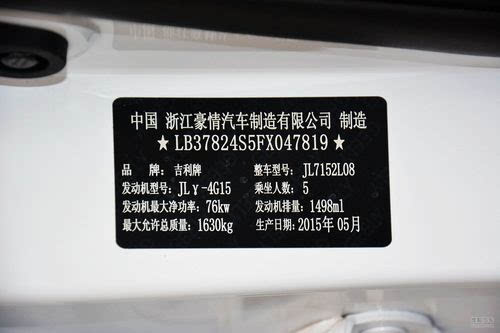 中国 浙江豪情汽车制造有限公司 制造
★LB37824S5FX047819★
品 牌:吉利牌 整车型号:JL7152L08
发动机型号:JLγ-4G15 乘坐人数:5
发动机最大净功率:76kw 发动机排量:1498ml
最大允许总质量:1630kg 生产日期:2015年05月